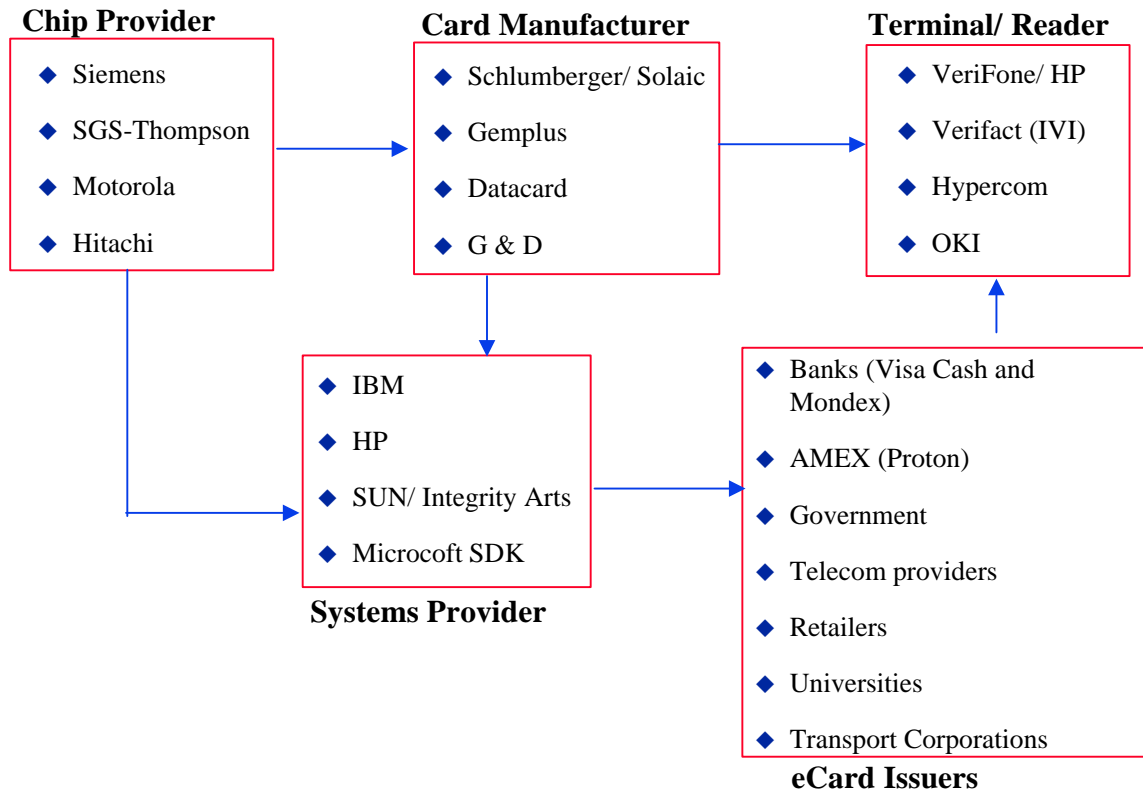 Chip Provider
Siemens
SGS-Thompson
Motorola
Hitachi
Card Manufacturer
Schlumberger/ Solaic
Gemplus
Datacard
G & D
Terminal/ Reader
VeriFone/ HP
Verifact (IVI)
Hypercom
OKI
IBM
HP
SUN/ Integrity Arts
Microcoft SDK
Systems Provider
Banks (Visa Cash and
Mondex)
AMEX (Proton)
Government
Telecom providers
Retailers
Universities
Transport Corporations
eCard Issuers